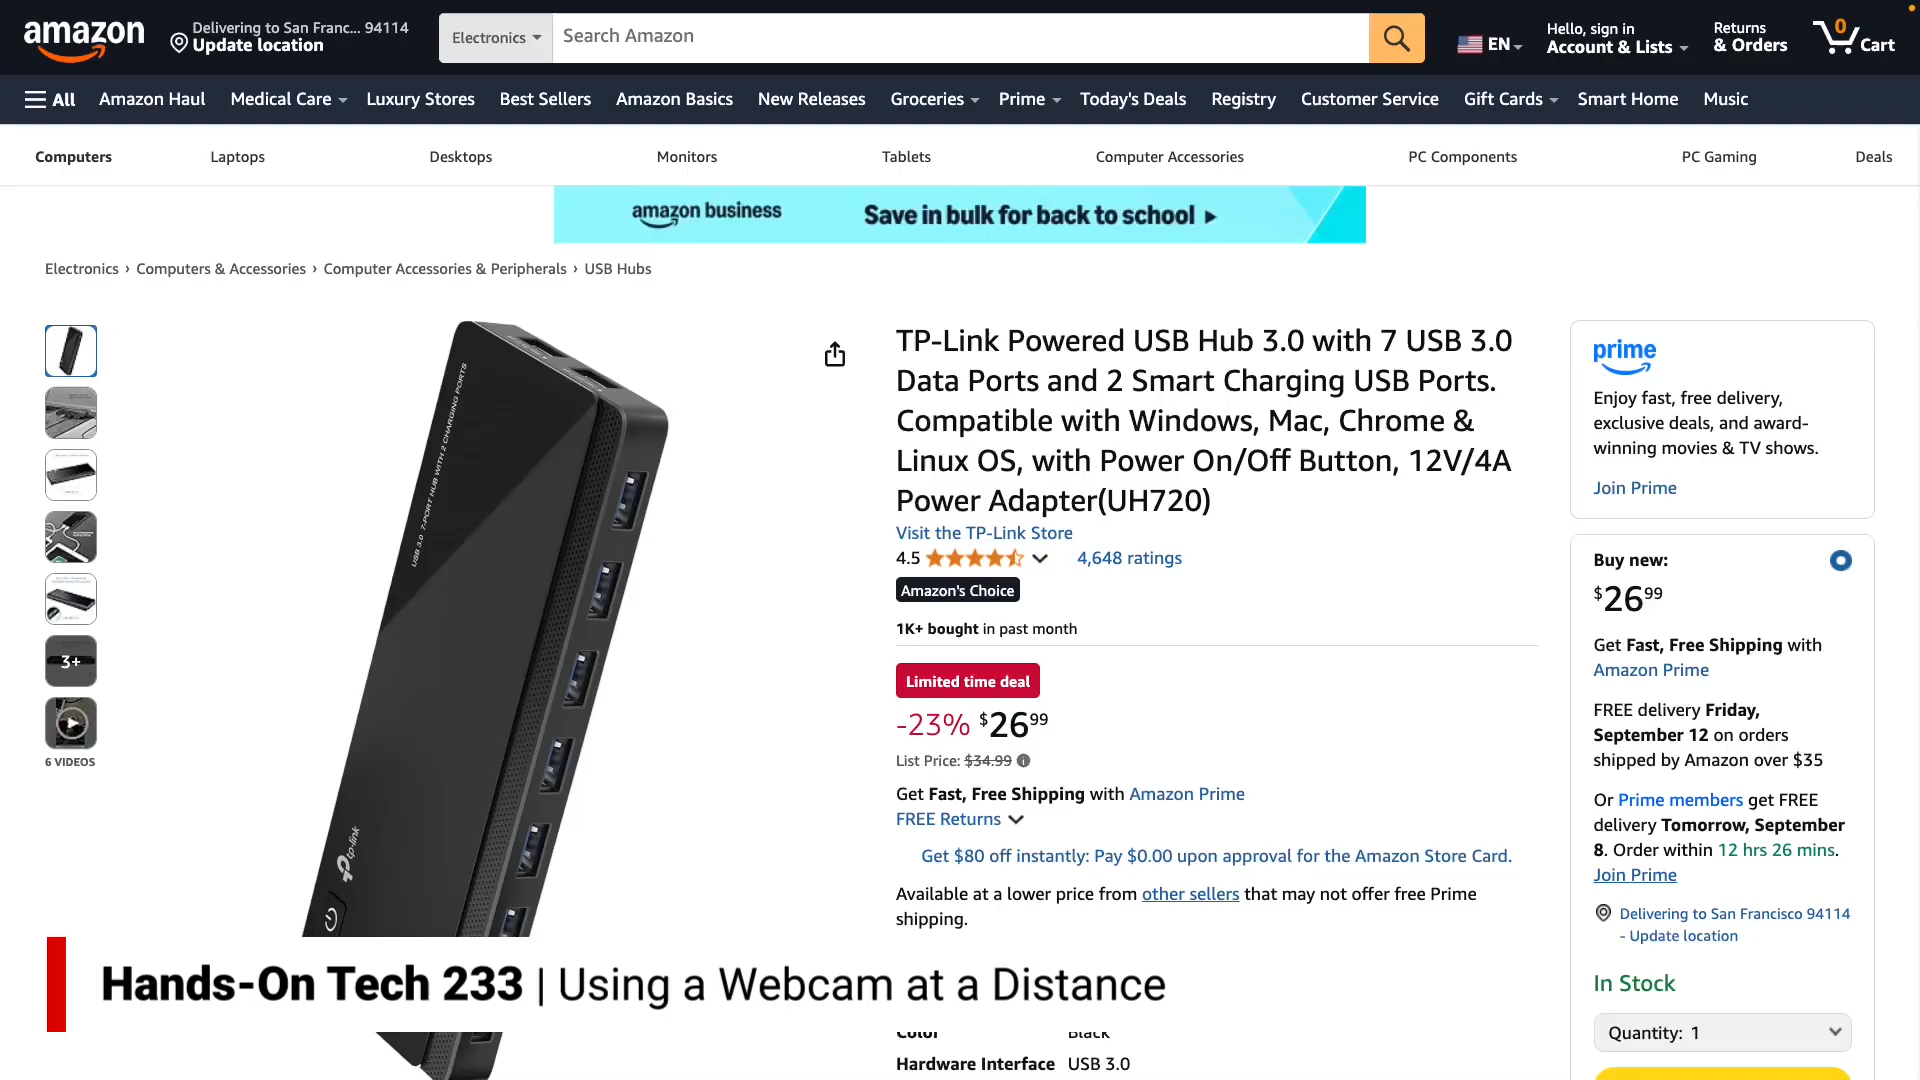 amazon
Delivering to San Franc... 94114
Update location
Electronics
Search Amazon
EN
Hello, sign in
Account & Lists
Returns
& Orders
0
Cart
All
Amazon Haul
Medical Care
Luxury Stores
Best Sellers
Amazon Basics
New Releases
Groceries
Prime
Today's Deals
Registry
Customer Service
Gift Cards
Smart Home
Music
Computers
Laptops
Desktops
Monitors
Tablets
Computer Accessories
PC Components
PC Gaming
Deals
amazon business
Save in bulk for back to school ▸
Electronics › Computers & Accessories › Computer Accessories & Peripherals › USB Hubs
3+
6 VIDEOS
USB 3.0 7-PORT HUB WITH 2 CHARGING PORTS
tp-link
TP-Link Powered USB Hub 3.0 with 7 USB 3.0
Data Ports and 2 Smart Charging USB Ports.
Compatible with Windows, Mac, Chrome &
Linux OS, with Power On/Off Button, 12V/4A
Power Adapter(UH720)
Visit the TP-Link Store
4.5
4,648 ratings
Amazon's Choice
1K+ bought in past month
Limited time deal
-23% $26 99
List Price: $34.99
Get Fast, Free Shipping with Amazon Prime
FREE Returns
Get $80 off instantly: Pay $0.00 upon approval for the Amazon Store Card.
Available at a lower price from other sellers that may not offer free Prime
shipping.
Color Black
Hardware Interface USB 3.0
prime
Enjoy fast, free delivery,
exclusive deals, and award-
winning movies & TV shows.
Join Prime
Buy new:
$26 99
Get Fast, Free Shipping with
Amazon Prime
FREE delivery Friday,
September 12 on orders
shipped by Amazon over $35
Or Prime members get FREE
delivery Tomorrow, September
8. Order within 12 hrs 26 mins.
Join Prime
Delivering to San Francisco 94114
- Update location
In Stock
Quantity: 1
Hands-On Tech 233 | Using a Webcam at a Distance